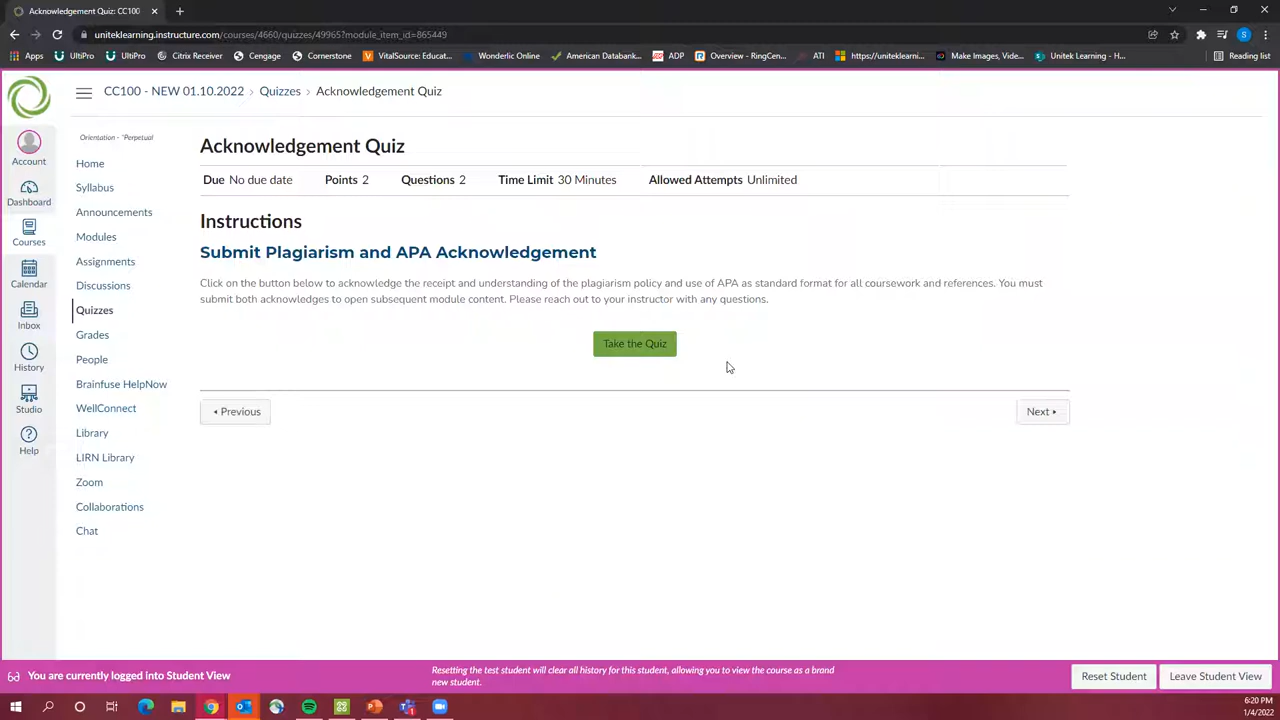 Acknowledgement Quiz: CC100
uniteklearning.instructure.com/courses/4660/quizzes/49965?module_item_id=865449
Apps UltiPro UltiPro Citrix Receiver Cengage Cornerstone VitalSource: Educat... Wonderlic Online American Databank... ADP Overview - RingCen... ATI https://uniteklearni... Make Images, Vide... Unitek Learning - H... Reading list
CC100 - NEW 01.10.2022 › Quizzes › Acknowledgement Quiz
Orientation - "Perpetual
Account
Dashboard
Courses
Calendar
Inbox
History
Studio
Help
Home
Syllabus
Announcements
Modules
Assignments
Discussions
Quizzes
Grades
People
Brainfuse HelpNow
WellConnect
Library
LIRN Library
Zoom
Collaborations
Chat
Acknowledgement Quiz
Due No due date Points 2 Questions 2 Time Limit 30 Minutes Allowed Attempts Unlimited
Instructions
Submit Plagiarism and APA Acknowledgement
Click on the button below to acknowledge the receipt and understanding of the plagiarism policy and use of APA as standard format for all coursework and references. You must
submit both acknowledges to open subsequent module content. Please reach out to your instructor with any questions.
Take the Quiz
Previous
Next
You are currently logged into Student View
Resetting the test student will clear all history for this student, allowing you to view the course as a brand
new student.
Reset Student
Leave Student View
6:20 PM
1/4/2022